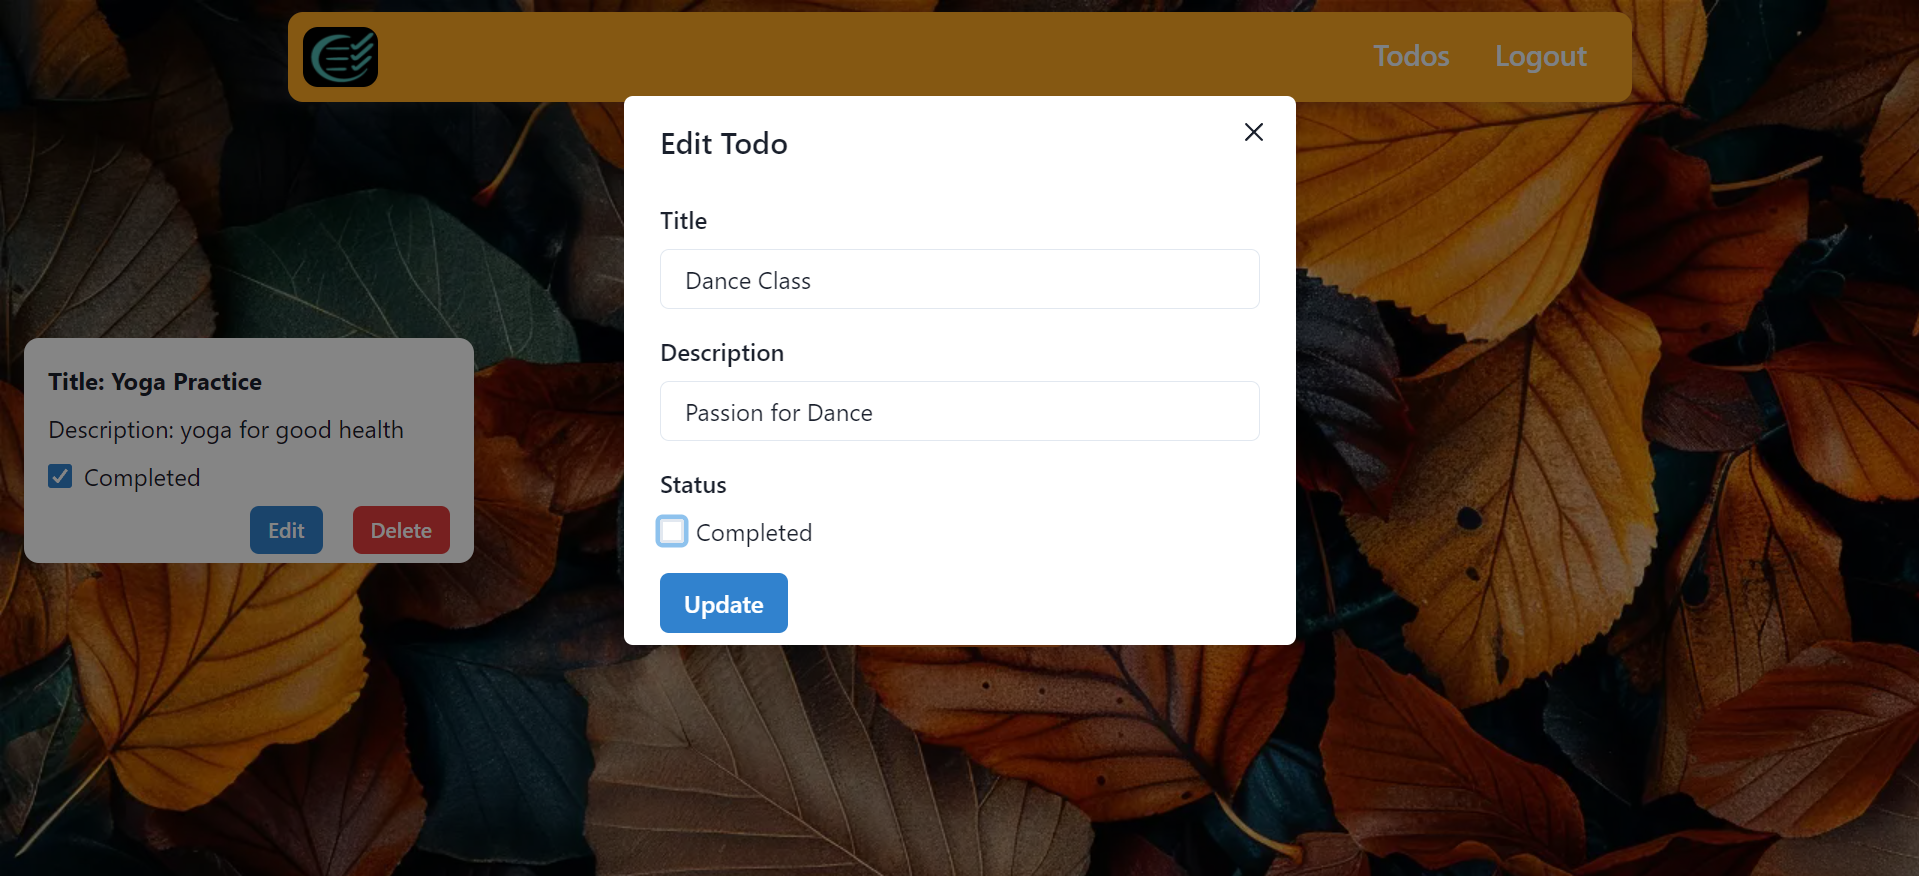 Todos Logout
Edit Todo
Title
Dance Class
Description
Passion for Dance
Status
Completed
Update
Title: Yoga Practice
Description: yoga for good health
Completed
Edit Delete